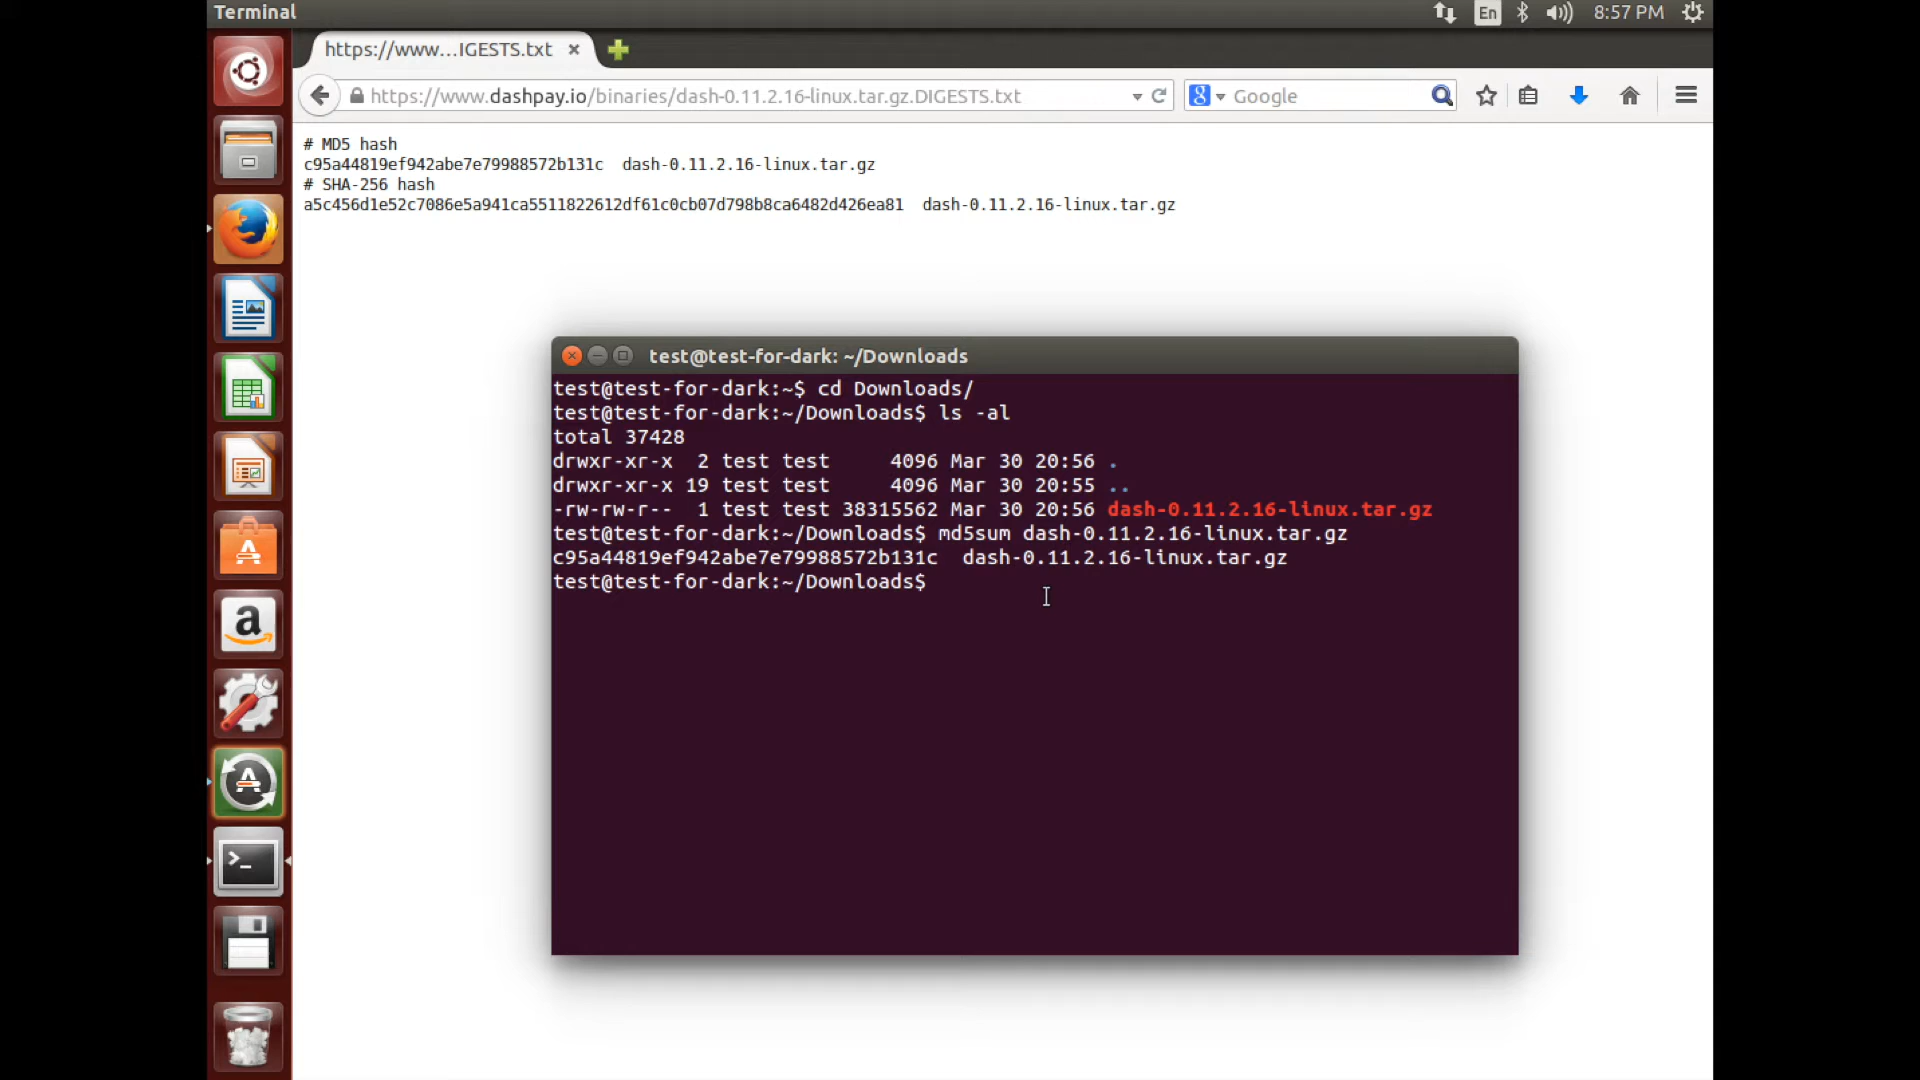 Terminal
En
8:57 PM
https://www...IGESTS.txt
https://www.dashpay.io/binaries/dash-0.11.2.16-linux.tar.gz.DIGESTS.txt
Google
# MD5 hash
c95a44819ef942abe7e79988572b131c  dash-0.11.2.16-linux.tar.gz
# SHA-256 hash
a5c456d1e52c7086e5a941ca5511822612df61c0cb07d798b8ca6482d426ea81  dash-0.11.2.16-linux.tar.gz
test@test-for-dark: ~/Downloads
test@test-for-dark:~$ cd Downloads/
test@test-for-dark:~/Downloads$ ls -al
total 37428
drwxr-xr-x  2 test test     4096 Mar 30 20:56 .
drwxr-xr-x 19 test test     4096 Mar 30 20:55 ..
-rw-rw-r--  1 test test 38315562 Mar 30 20:56 dash-0.11.2.16-linux.tar.gz
test@test-for-dark:~/Downloads$ md5sum dash-0.11.2.16-linux.tar.gz
c95a44819ef942abe7e79988572b131c  dash-0.11.2.16-linux.tar.gz
test@test-for-dark:~/Downloads$